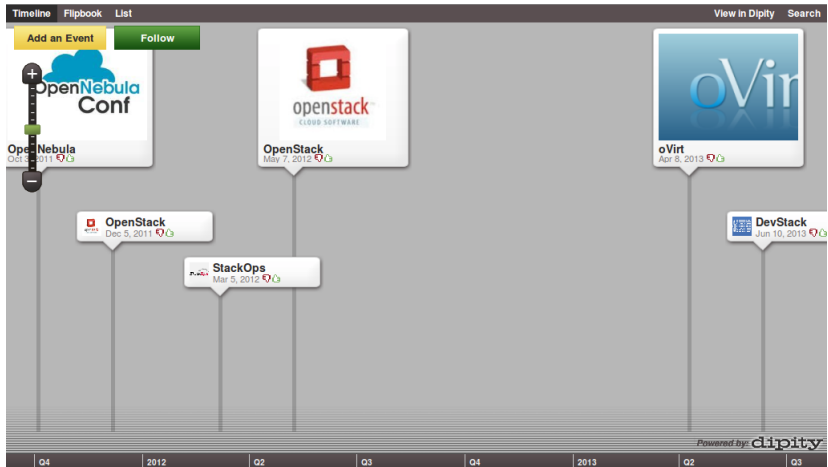 Timeline Flipbook List View in Dipity Search
Add an Event Follow
OpenNebula
Conf
openstack
CLOUD SOFTWARE
oVirt
OpenNebula
OpenStack
May 7, 2012
oVirt
Apr 8, 2013
OpenStack
Dec 5, 2011
DevStack
Jun 10, 2013
StackOps
Mar 5, 2012
Powered by: dipity
Q4 2012 Q2 Q3 Q4 2013 Q2 Q3